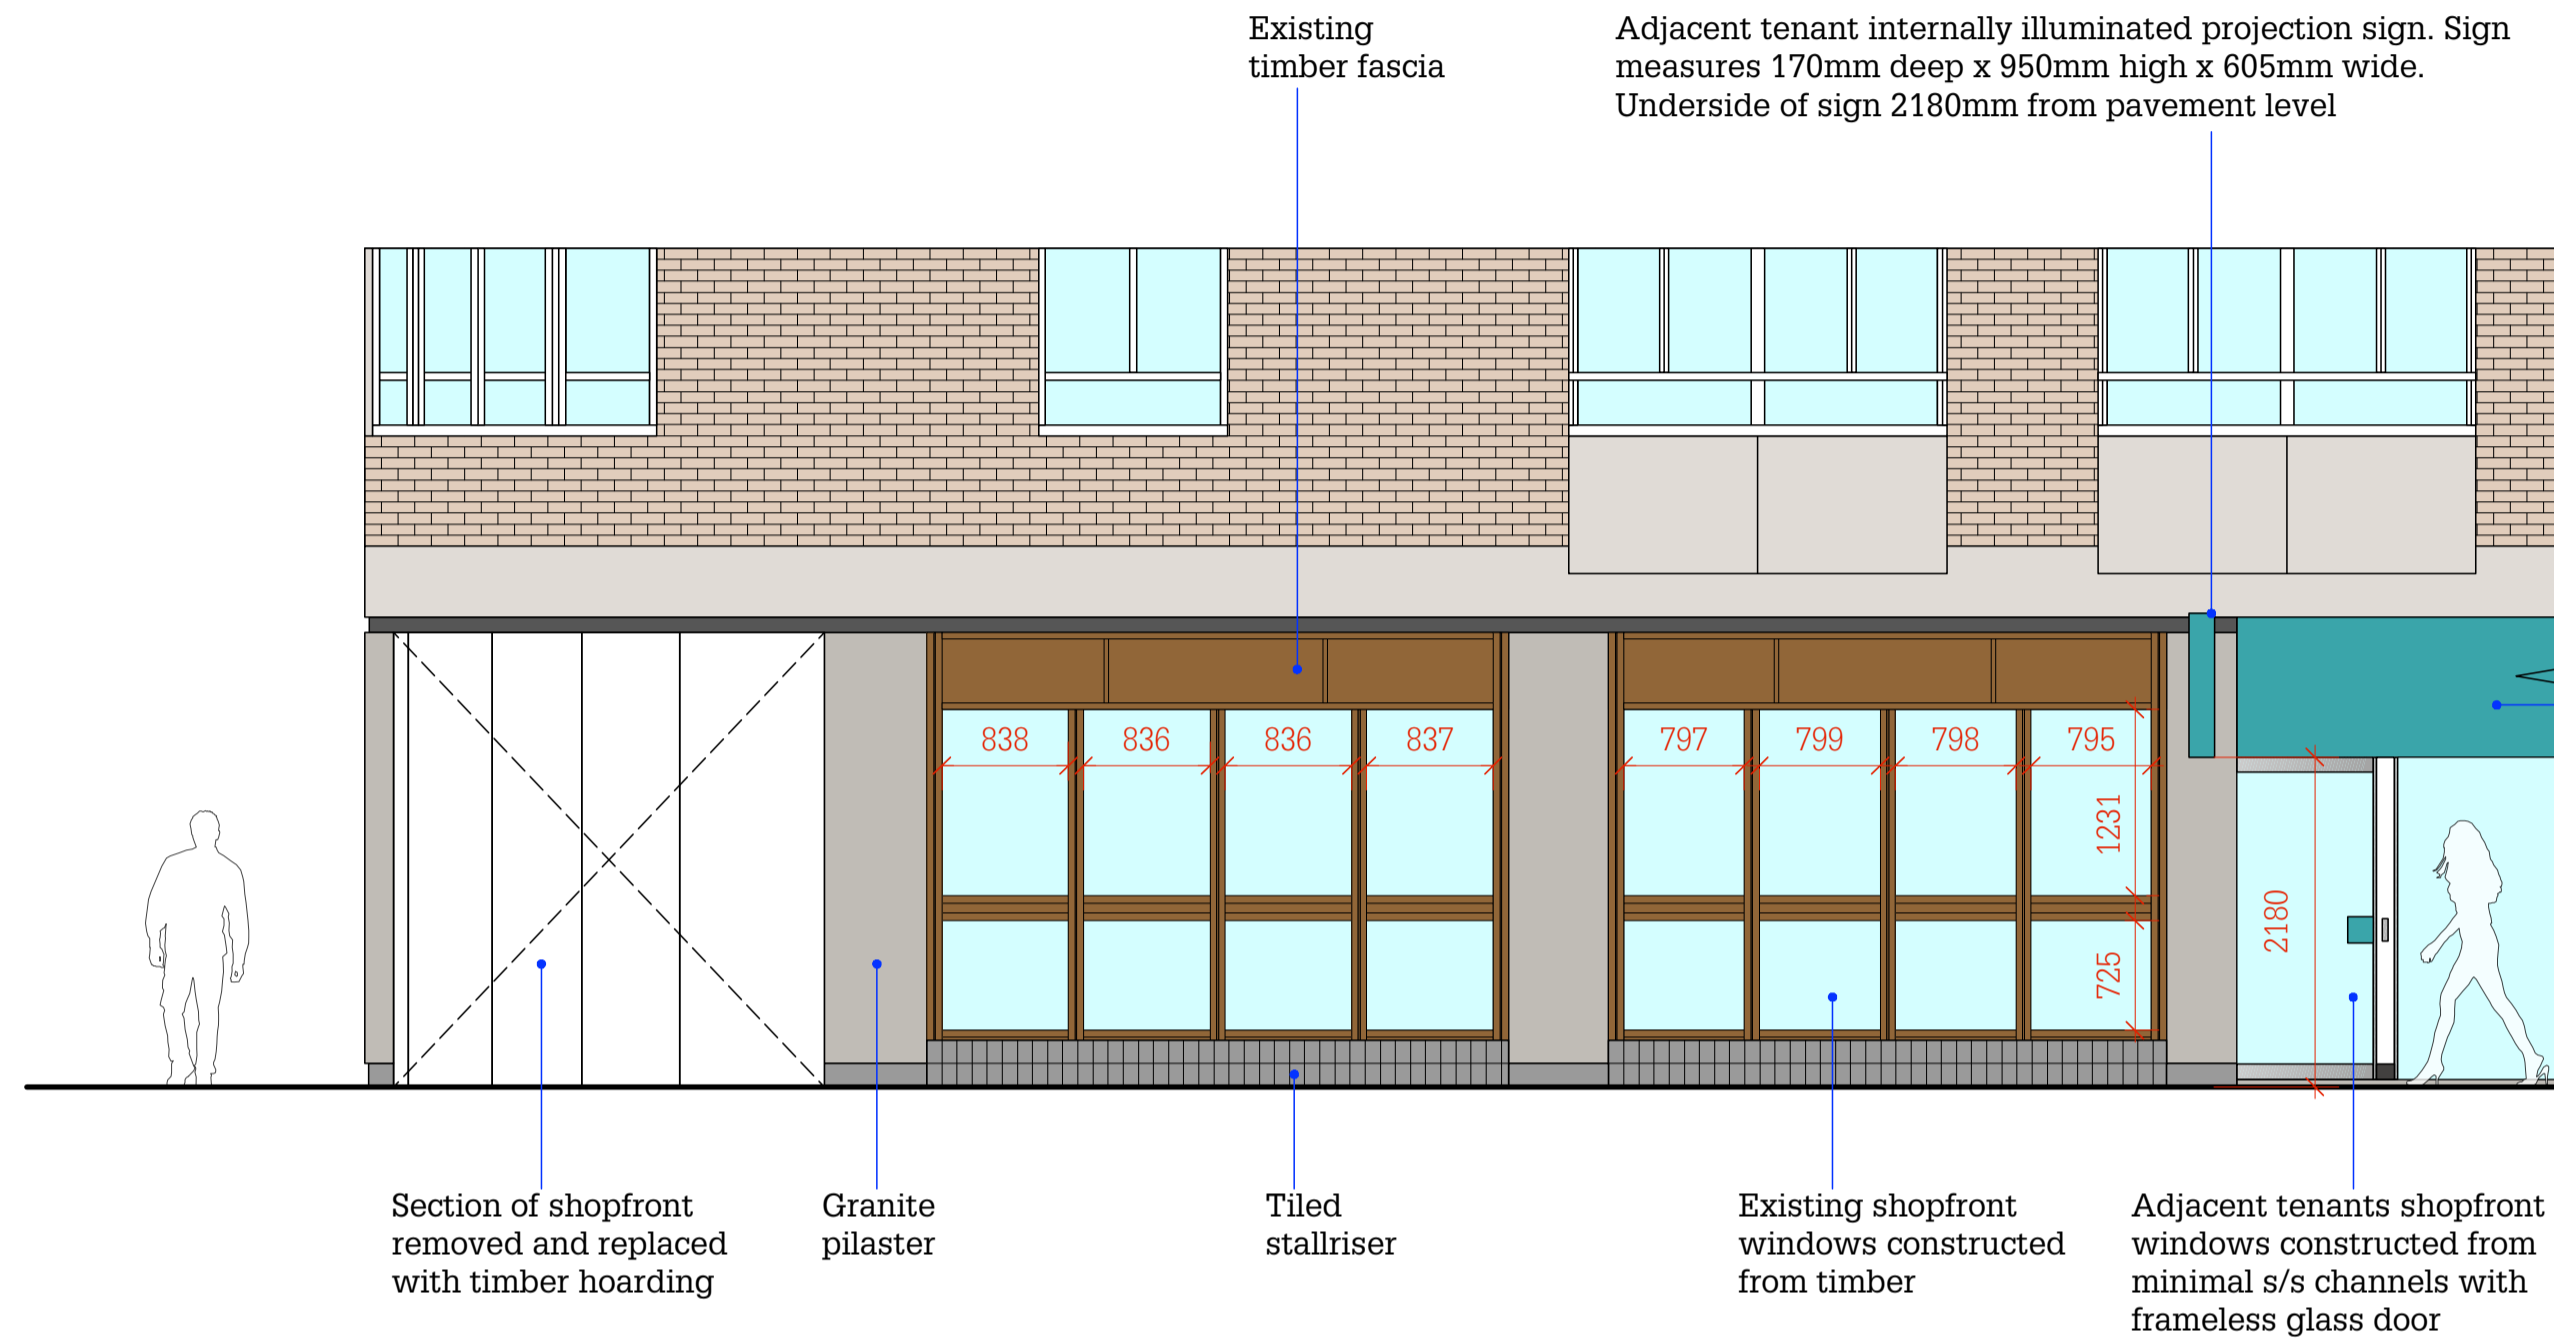 Existing
timber fascia
Adjacent tenant internally illuminated projection sign. Sign
measures 170mm deep x 950mm high x 605mm wide.
Underside of sign 2180mm from pavement level
838
836
836
837
797
799
798
795
1231
725
2180
Section of shopfront
removed and replaced
with timber hoarding
Granite
pilaster
Tiled
stallriser
Existing shopfront
windows constructed
from timber
Adjacent tenants shopfront
windows constructed from
minimal s/s channels with
frameless glass door